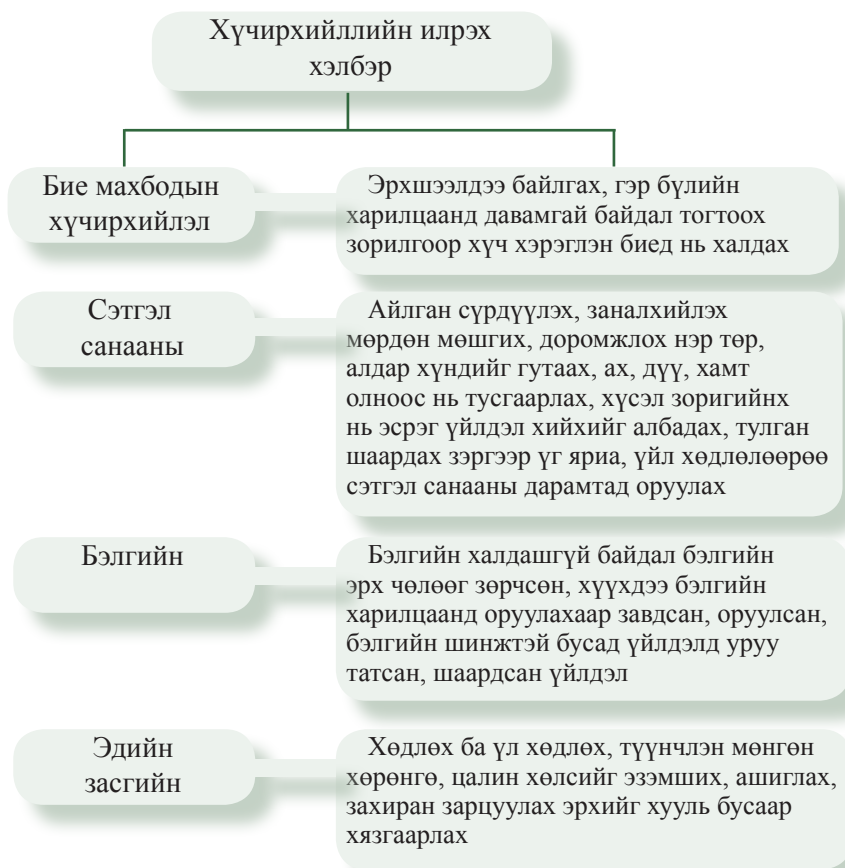 Хүчирхийллийн илрэх
хэлбэр
Бие махбодын
хүчирхийлэл
Эрхшээлдээ байлгах, гэр бүлийн
харилцаанд давамгай байдал тогтоох
зорилгоор хүч хэрэглэн биед нь халдах
Сэтгэл
санааны
Айлган сүрдүүлэх, заналхийлэх
мөрдөн мөшгих, доромжлох нэр төр,
алдар хүндийг гутаах, ах, дүү, хамт
олноос нь тусгаарлах, хүсэл зоригийнх
нь эсрэг үйлдэл хийхийг албадах, тулган
шаардах зэргээр үг яриа, үйл хөдлөлөөрөө
сэтгэл санааны дарамтад оруулах
Бэлгийн
Бэлгийн халдашгүй байдал бэлгийн
эрх чөлөөг зөрчсөн, хүүхдээ бэлгийн
харилцаанд оруулахаар завдсан, оруулсан,
бэлгийн шинжтэй бусад үйлдэлд уруу
татсан, шаардсан үйлдэл
Эдийн
засгийн
Хөдлөх ба үл хөдлөх, түүнчлэн мөнгөн
хөрөнгө, цалин хөлсийг эзэмших, ашиглах,
захиран зарцуулах эрхийг хууль бусаар
хязгаарлах